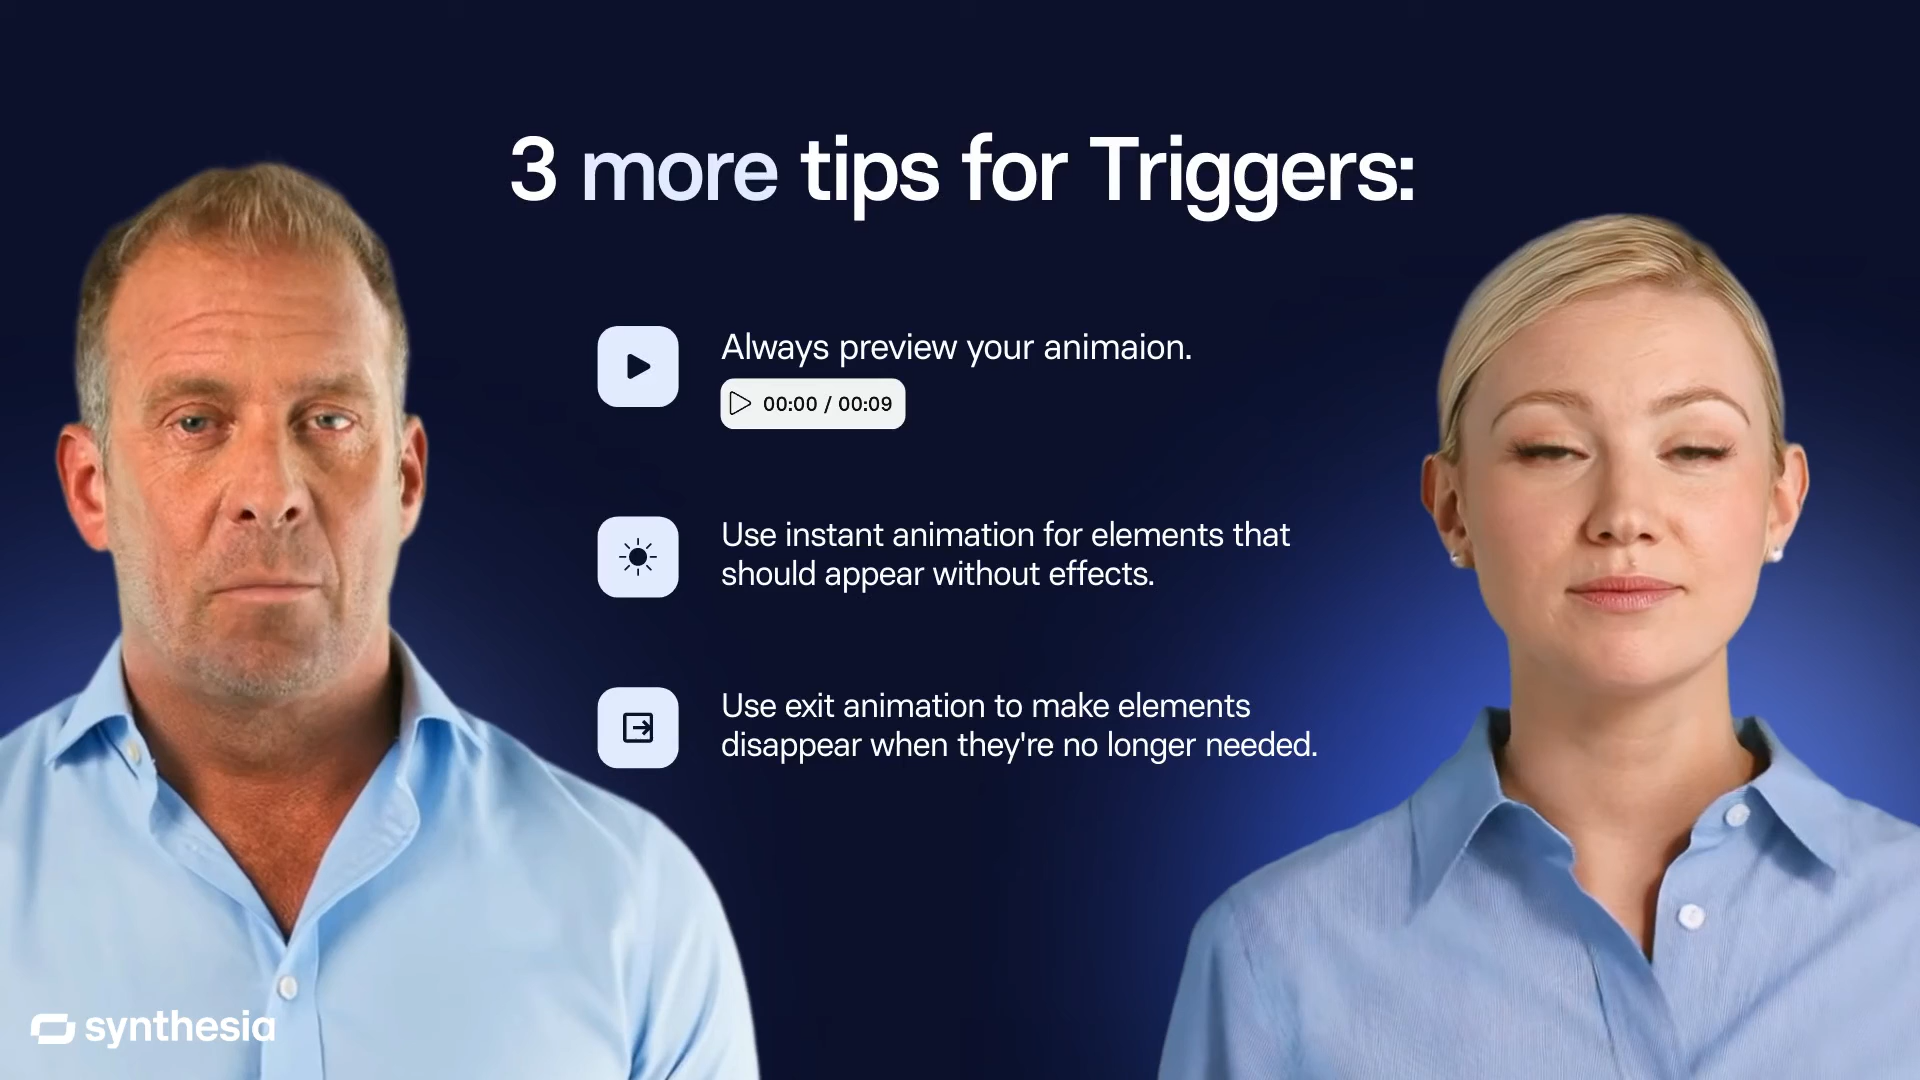 3 more tips for Triggers:
Always preview your animaion.
00:00 / 00:09
Use instant animation for elements that
should appear without effects.
Use exit animation to make elements
disappear when they're no longer needed.
synthesia